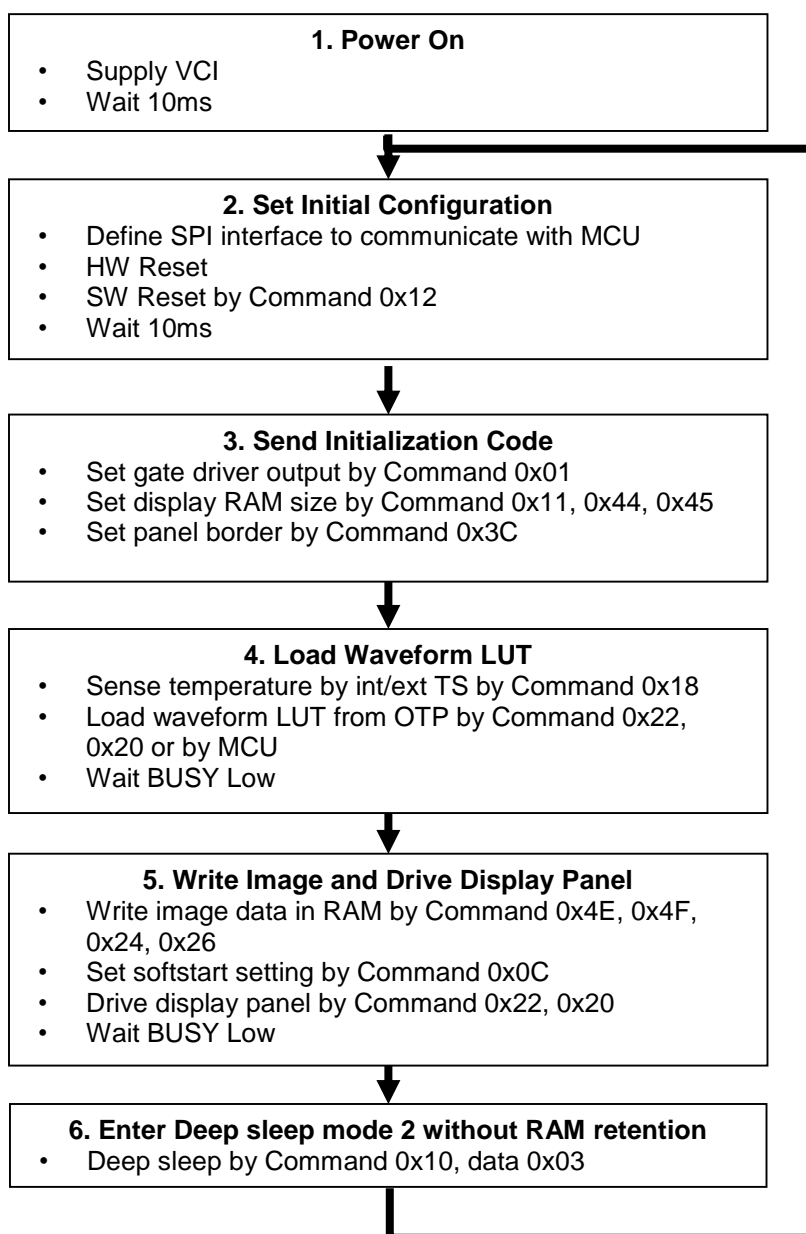 1. Power On
• Supply VCI
• Wait 10ms
2. Set Initial Configuration
• Define SPI interface to communicate with MCU
• HW Reset
• SW Reset by Command 0x12
• Wait 10ms
3. Send Initialization Code
• Set gate driver output by Command 0x01
• Set display RAM size by Command 0x11, 0x44, 0x45
• Set panel border by Command 0x3C
4. Load Waveform LUT
• Sense temperature by int/ext TS by Command 0x18
• Load waveform LUT from OTP by Command 0x22,
0x20 or by MCU
• Wait BUSY Low
5. Write Image and Drive Display Panel
• Write image data in RAM by Command 0x4E, 0x4F,
0x24, 0x26
• Set softstart setting by Command 0x0C
• Drive display panel by Command 0x22, 0x20
• Wait BUSY Low
6. Enter Deep sleep mode 2 without RAM retention
• Deep sleep by Command 0x10, data 0x03